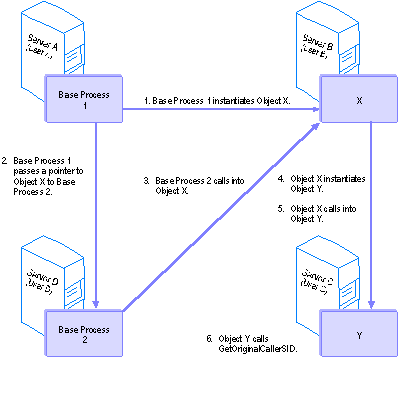 Server A
(User A)
Server B
(User B)
Base Process
1
X
1. Base Process 1 instantiates Object X.
2. Base Process 1
passes a pointer to
Object X to Base
Process 2.
3. Base Process 2 calls into
Object X.
4. Object X instantiates
Object Y.
5. Object X calls into
Object Y.
Server D
(User D)
Server C
(User C)
Base Process
2
6. Object Y calls
GetOriginalCallerSID.
Y